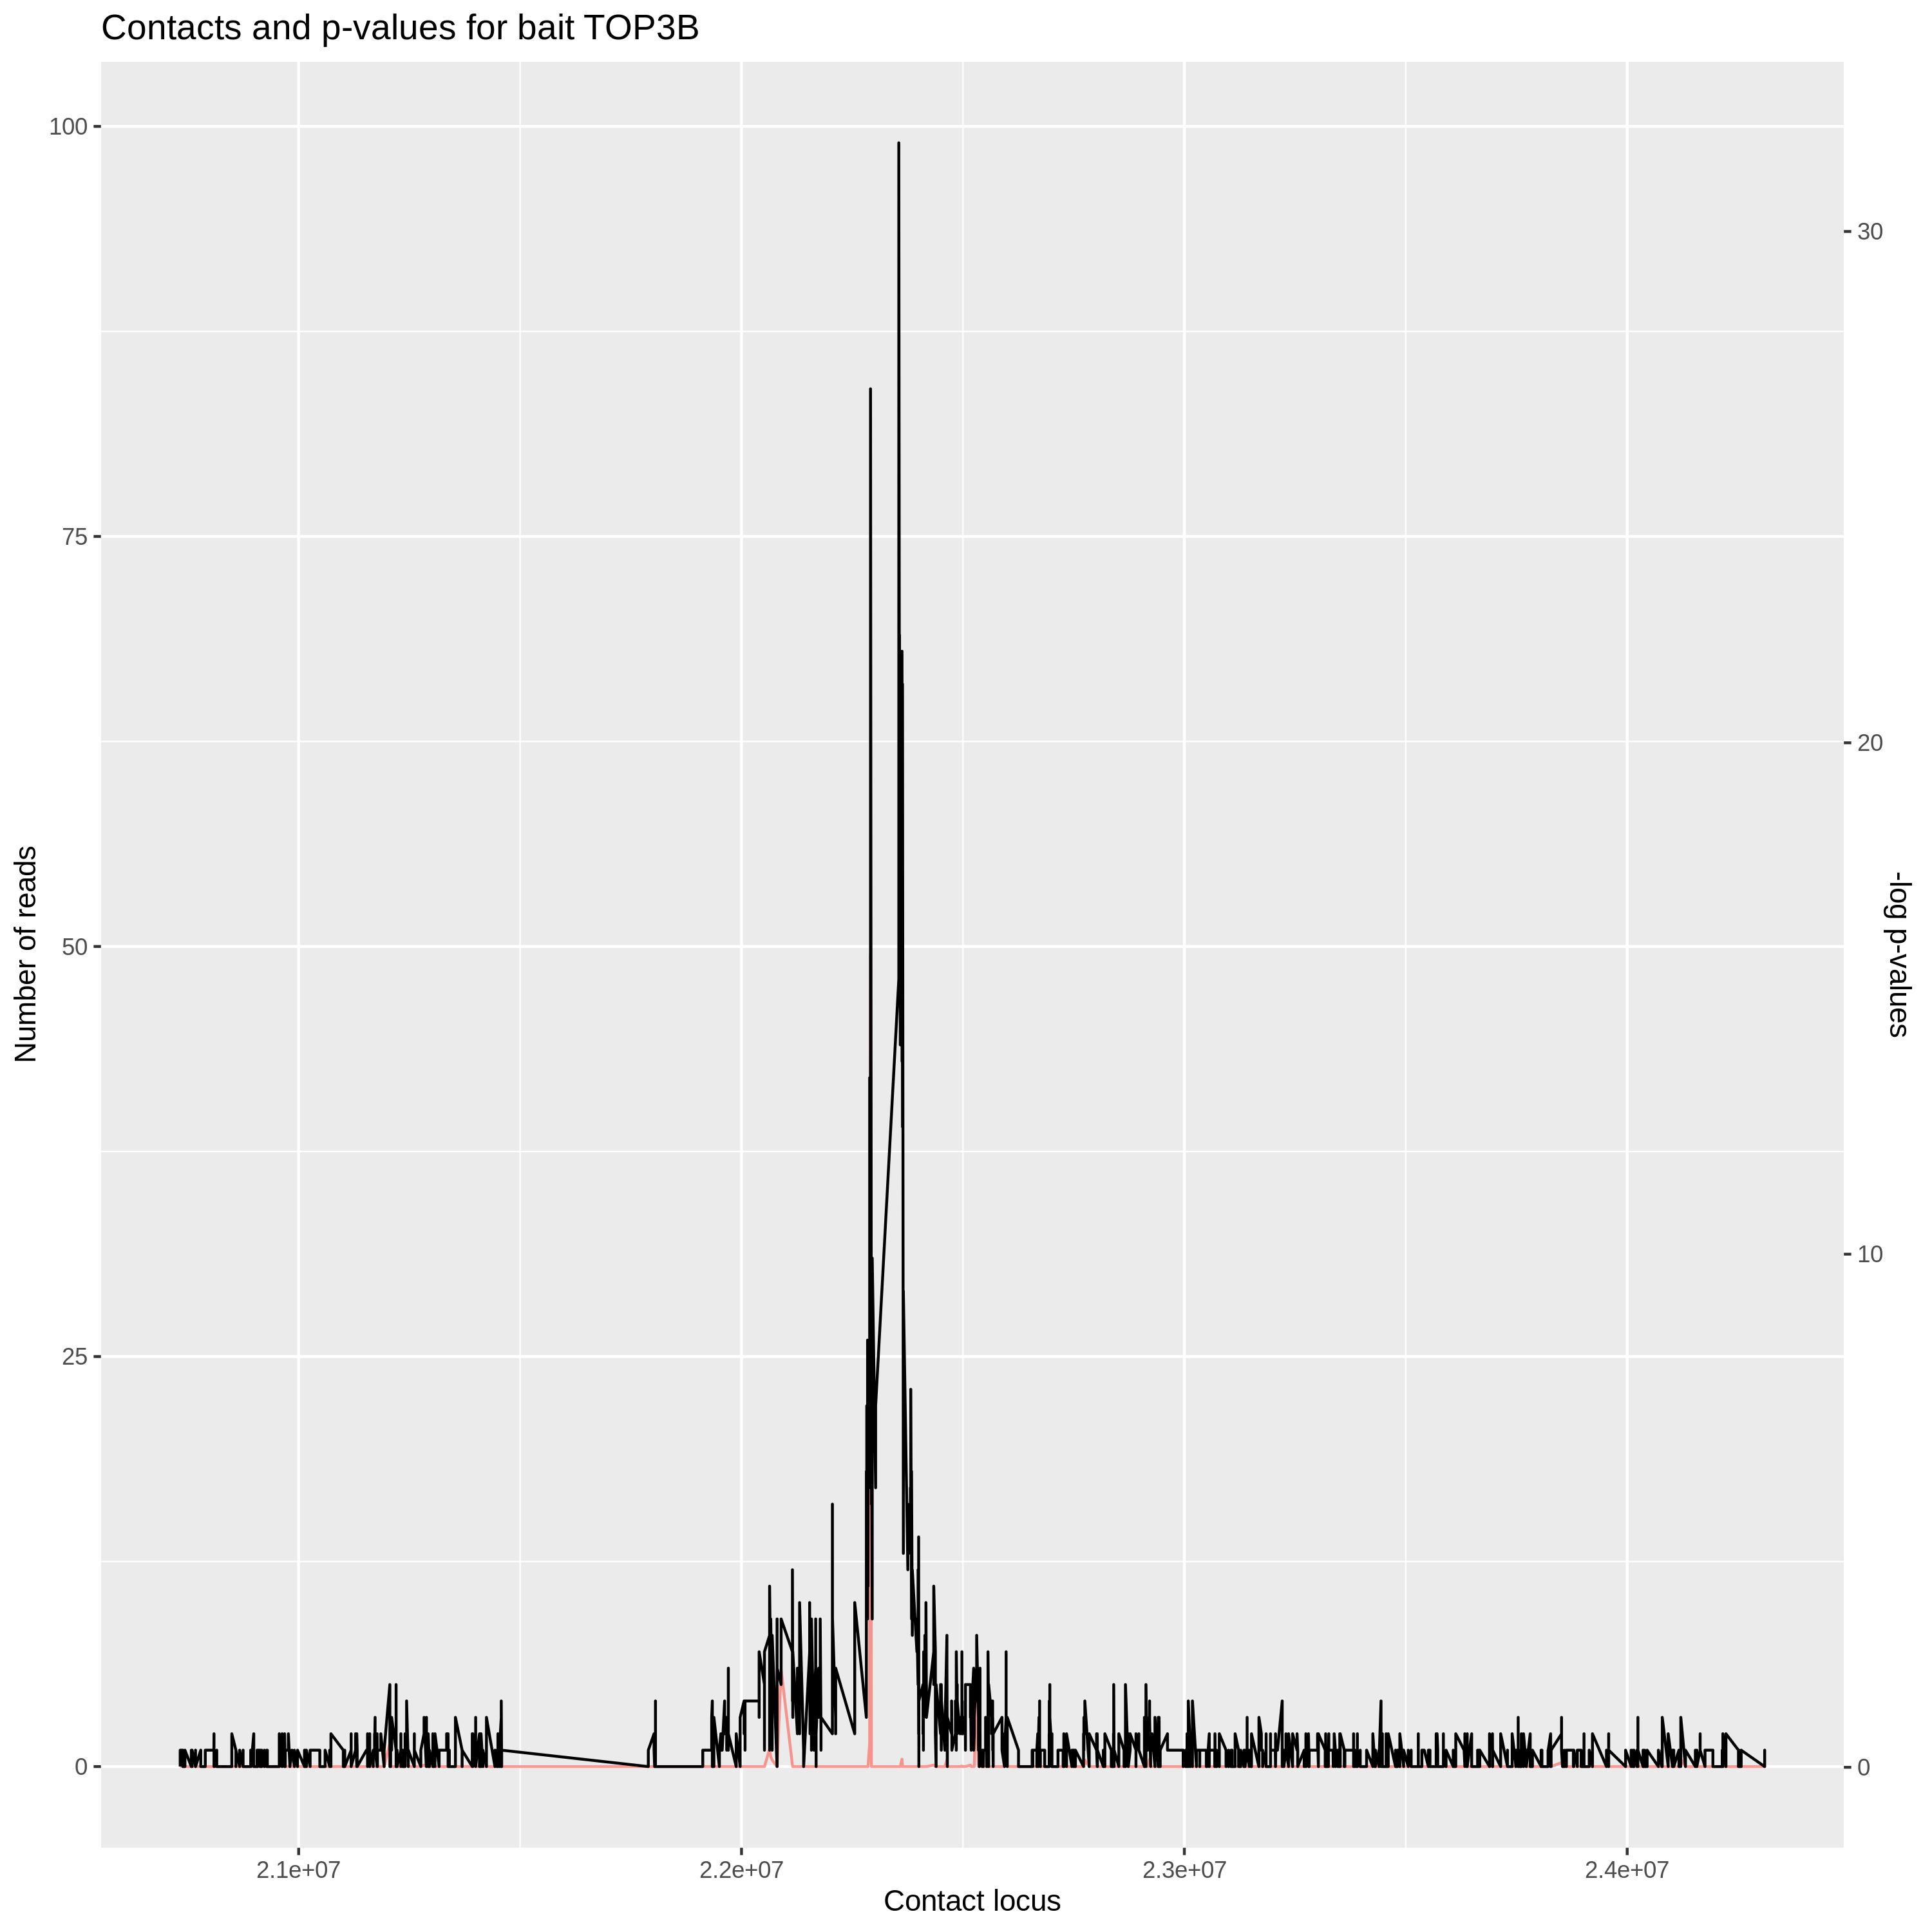 Contacts and p-values for bait TOP3B
100
75
50
25
0
Number of reads
30
20
10
0
-log p-values
2.1e+07
2.2e+07
2.3e+07
2.4e+07
Contact locus